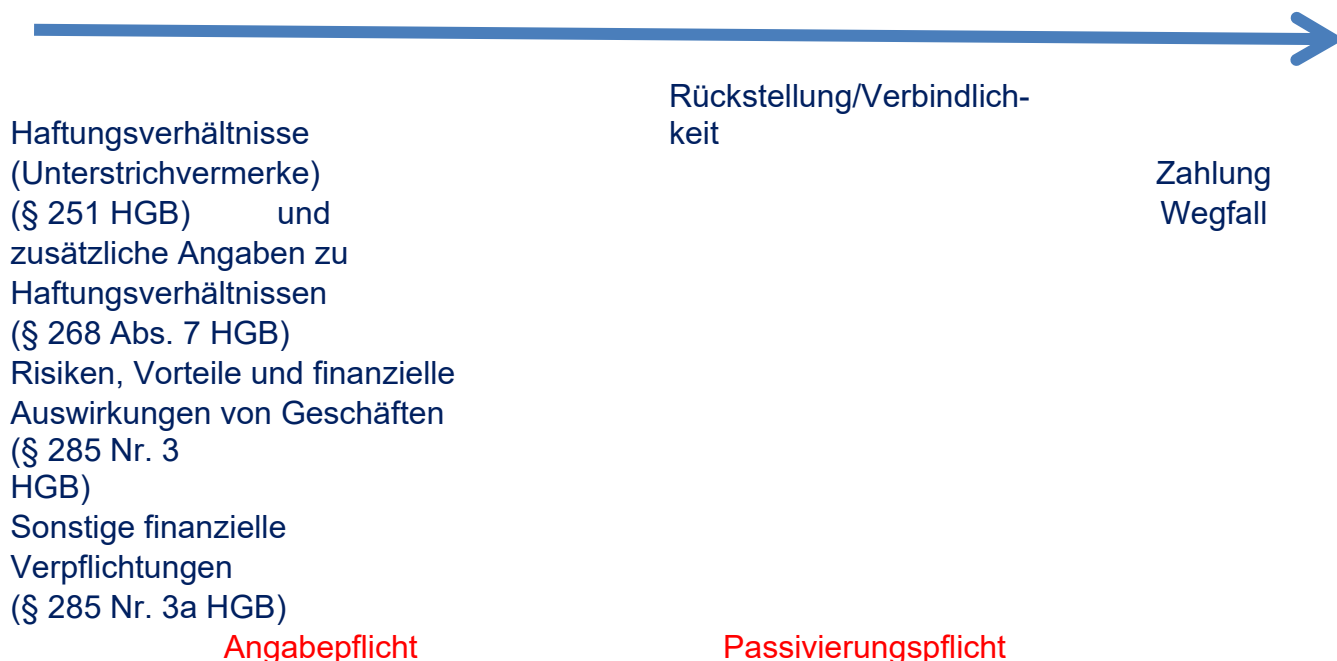 Rückstellung/Verbindlich-
keit
Haftungsverhältnisse
(Unterstrichvermerke)
(§ 251 HGB) und
zusätzliche Angaben zu
Haftungsverhältnissen
(§ 268 Abs. 7 HGB)
Risiken, Vorteile und finanzielle
Auswirkungen von Geschäften
(§ 285 Nr. 3
HGB)
Sonstige finanzielle
Verpflichtungen
(§ 285 Nr. 3a HGB)
Zahlung
Wegfall
Angabepflicht
Passivierungspflicht